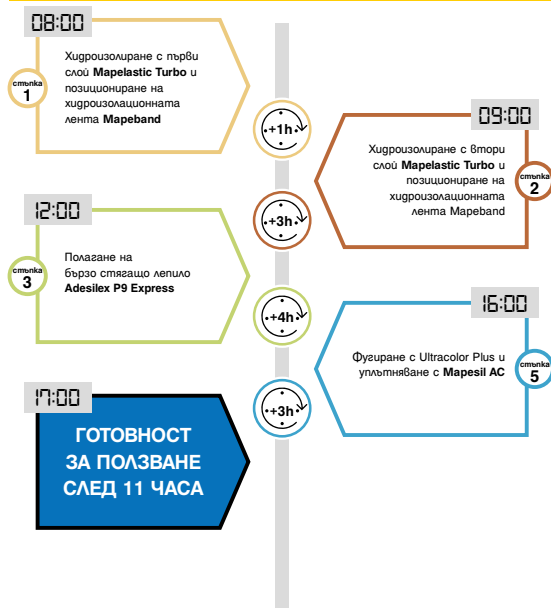 08:00
Хидроизолиране с първи
слой Mapelastic Turbo и
позициониране на
хидроизолационната
лента Mapeband
стъпка
1
+1h
09:00
Хидроизолиране с втори
слой Mapelastic Turbo и
позициониране на
хидроизолационната
лента Mapeband
стъпка
2
+3h
12:00
Полагане на
бързо стягащо лепило
Adesilex P9 Express
стъпка
3
+4h
16:00
Фугиране с Ultracolor Plus и
уплътняване с Mapesil AC
стъпка
5
+3h
17:00
ГОТОВНОСТ
ЗА ПОЛЗВАНЕ
СЛЕД 11 ЧАСА